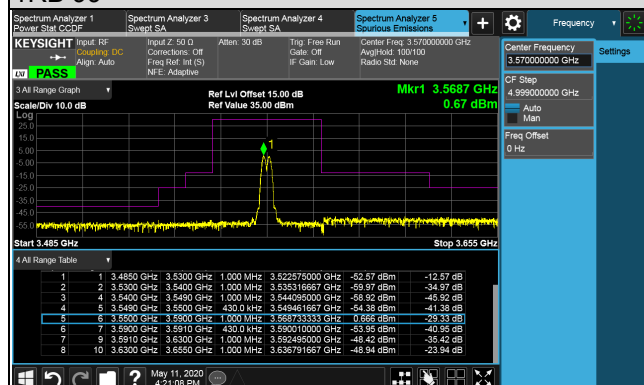 Spectrum Analyzer 1
Power Stat CCDF
Spectrum Analyzer 3
Swept SA
Spectrum Analyzer 4
Swept SA
Spectrum Analyzer 5
Spurious Emissions
Frequency
KEYSIGHT
Input: RF
Coupling: DC
Align: Auto
Input Z: 50 Ω
Corrections: Off
Freq Ref: Int (S)
NFE: Adaptive
Atten: 30 dB
Trig: Free Run
Gate: Off
IF Gain: Low
Center Freq: 3.570000000 GHz
Avg|Hold: 100/100
Radio Std: None
LXI PASS
3 All Range Graph
Ref Lvl Offset 15.00 dB
Mkr1 3.5687 GHz
Scale/Div 10.0 dB
Ref Value 35.00 dBm
0.67 dBm
Log
25.0
15.0
5.00
-5.00
-15.0
-25.0
-35.0
-45.0
-55.0
1
Start 3.485 GHz
Stop 3.655 GHz
4 All Range Table
1 1 3.4850 GHz 3.5300 GHz 1.000 MHz 3.522575000 GHz -52.57 dBm -12.57 dB
2 2 3.5300 GHz 3.5400 GHz 1.000 MHz 3.535316667 GHz -59.97 dBm -34.97 dB
3 4 3.5400 GHz 3.5490 GHz 1.000 MHz 3.544095000 GHz -58.92 dBm -45.92 dB
4 5 3.5490 GHz 3.5500 GHz 430.0 kHz 3.549461667 GHz -54.38 dBm -41.38 dB
5 6 3.5500 GHz 3.5900 GHz 1.000 MHz 3.568733333 GHz 0.666 dBm -29.33 dB
6 7 3.5900 GHz 3.5910 GHz 430.0 kHz 3.590010000 GHz -53.95 dBm -40.95 dB
7 9 3.5910 GHz 3.6300 GHz 1.000 MHz 3.592495000 GHz -48.42 dBm -35.42 dB
8 10 3.6300 GHz 3.6550 GHz 1.000 MHz 3.636791667 GHz -48.94 dBm -23.94 dB
May 11, 2020
4:21:08 PM
Center Frequency
3.570000000 GHz
Settings
CF Step
4.999000000 GHz
Auto
Man
Freq Offset
0 Hz